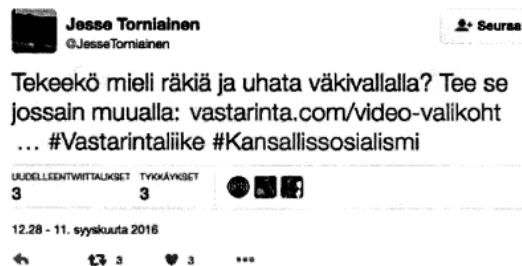 Jesse Torniainen
@JesseTorniainen
Seuraa
Tekeekö mieli räkiä ja uhata väkivallalla? Tee se
jossain muualla: vastarinta.com/video-valikoht
... #Vastarintaliike #Kansallissosialismi
UUDELLEENTWIITTAUKSET TYKKÄYKSET
3 3
12.28 - 11. syyskuuta 2016
3 3